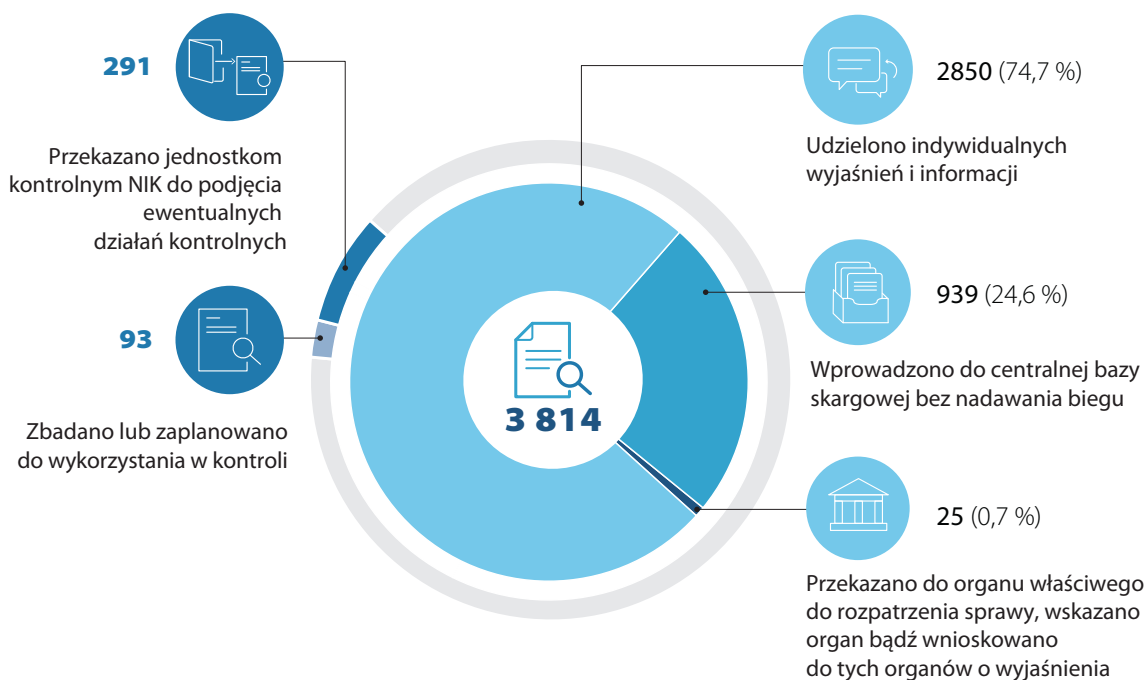 291
Przekazano jednostkom
kontrolnym NIK do podjęcia
ewentualnych
działań kontrolnych
93
Zbadano lub zaplanowano
do wykorzystania w kontroli
3 814
2850 (74,7 %)
Udzielono indywidualnych
wyjaśnień i informacji
939 (24,6 %)
Wprowadzono do centralnej bazy
skargowej bez nadawania biegu
25 (0,7 %)
Przekazano do organu właściwego
do rozpatrzenia sprawy, wskazano
organ bądź wnioskowano
do tych organów o wyjaśnienia